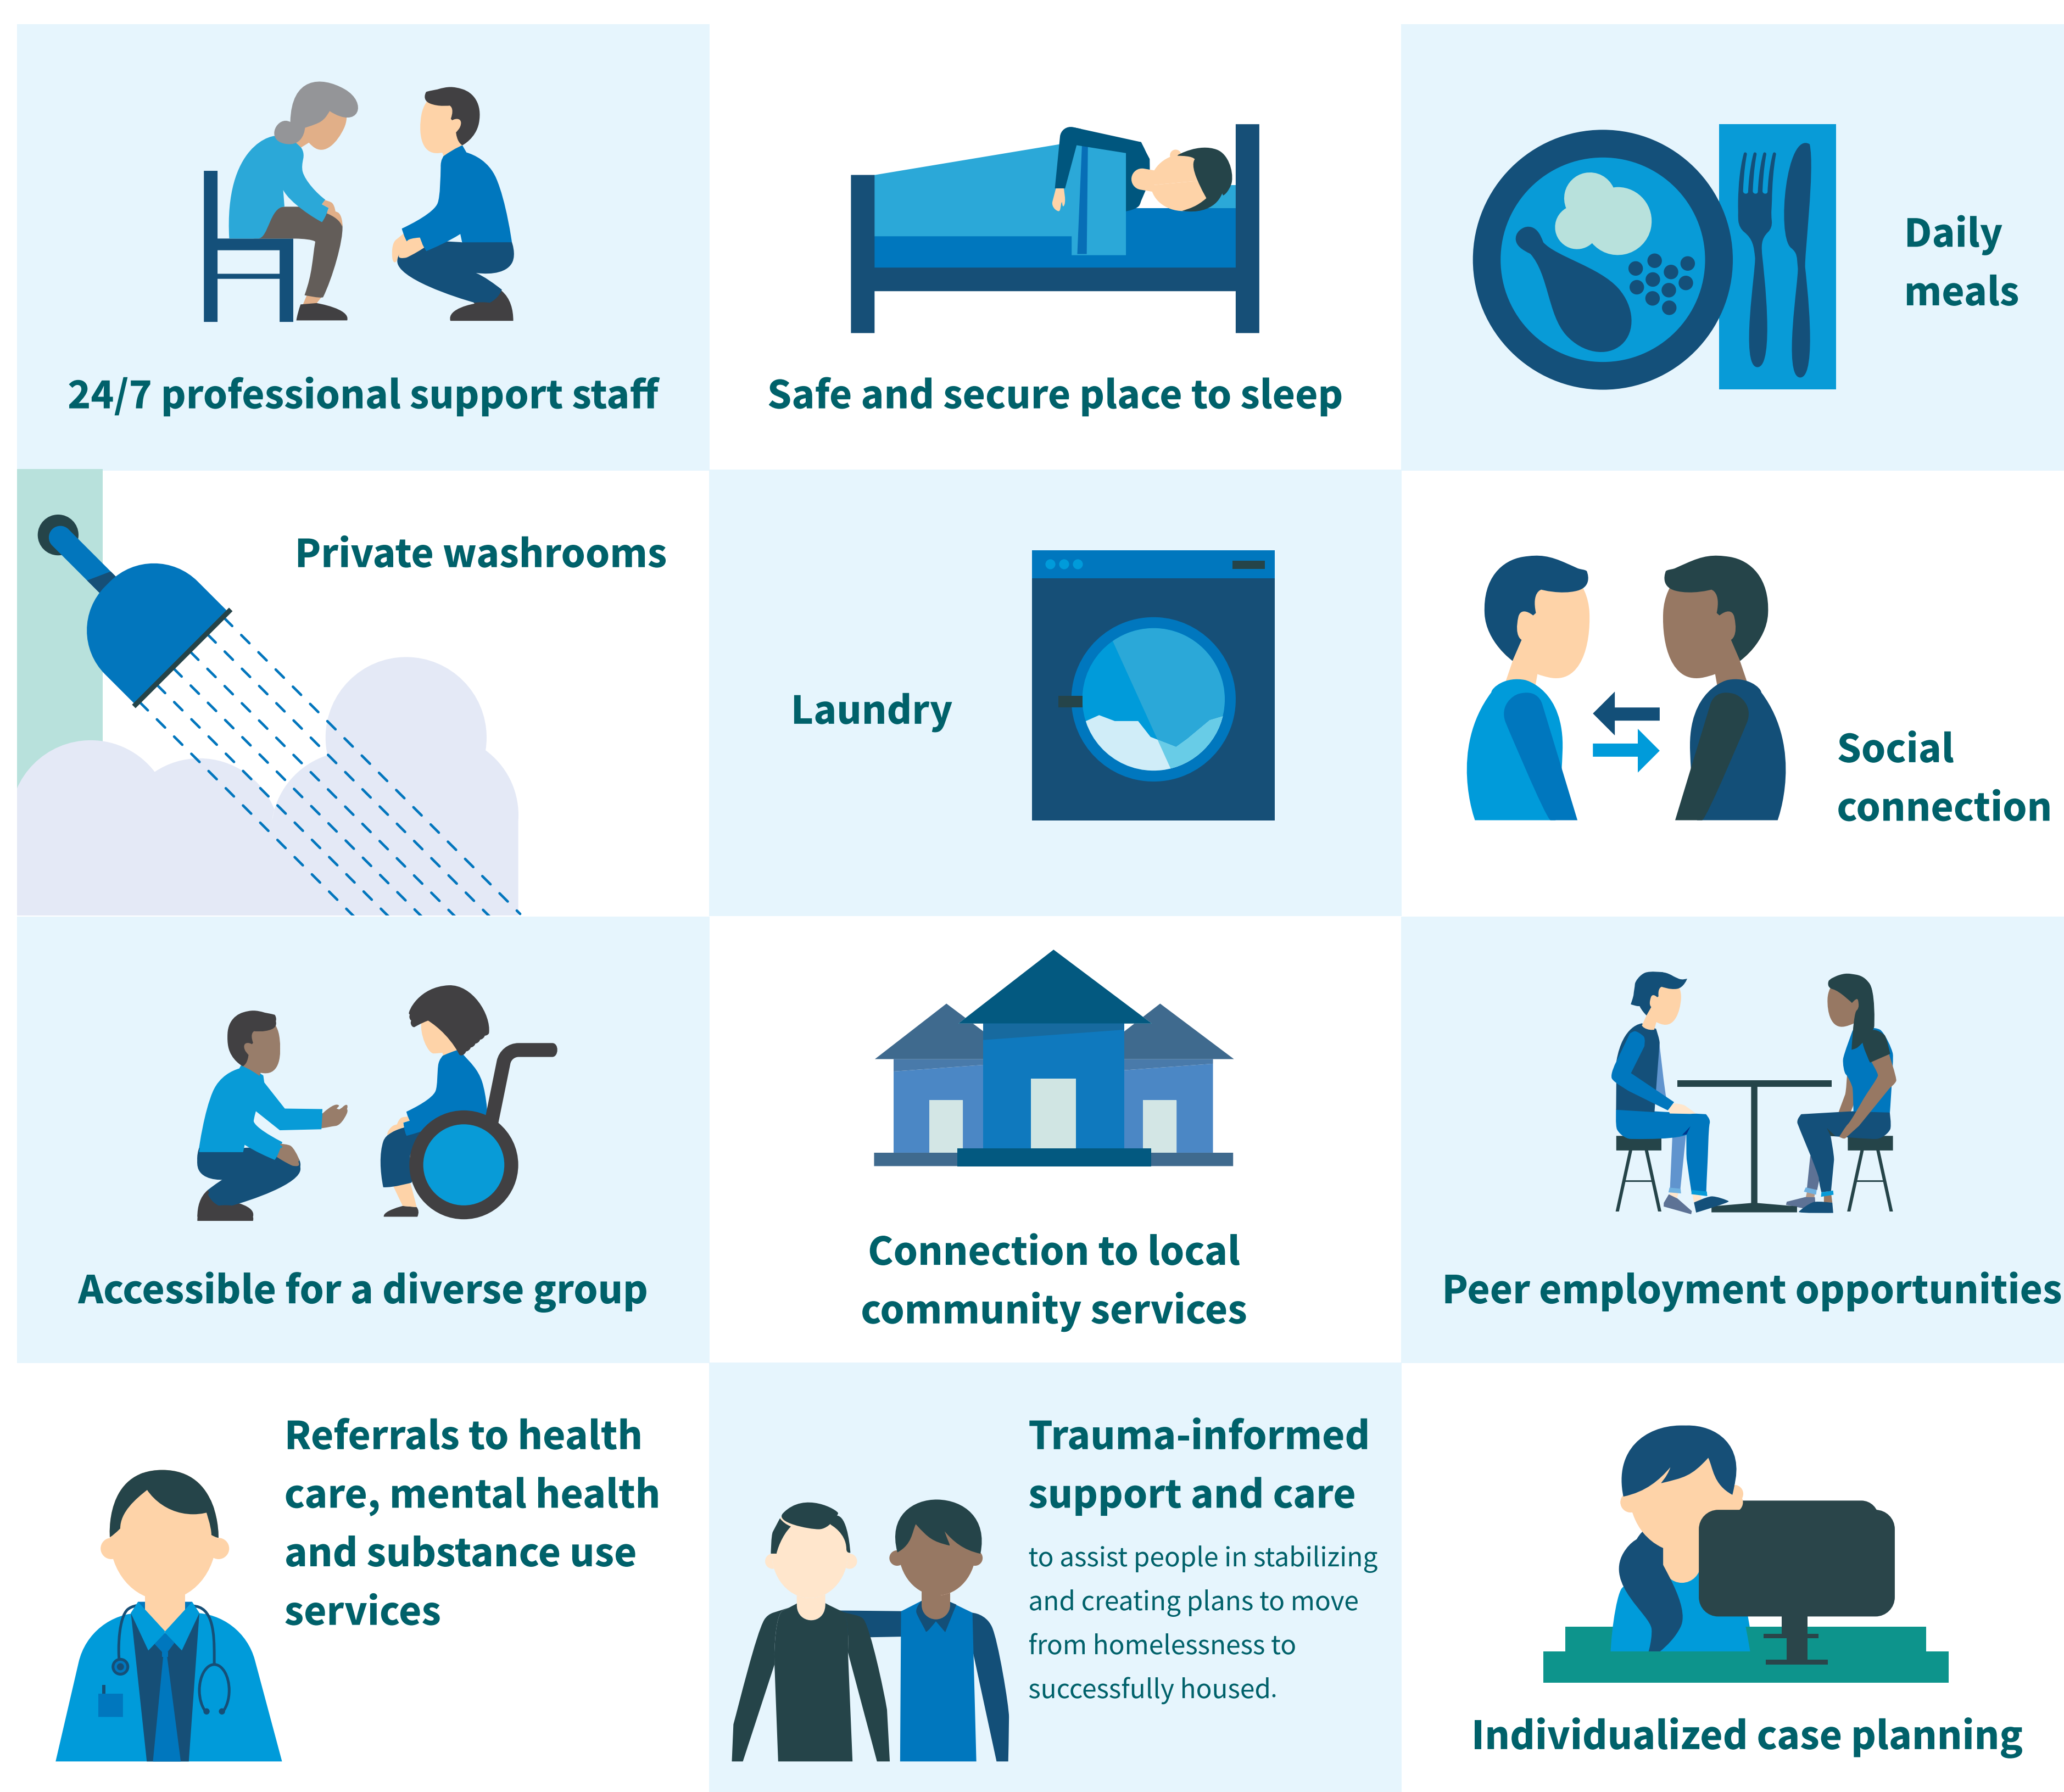 24/7 professional support staff
Safe and secure place to sleep
Daily
meals
Private washrooms
Laundry
Social
connection
Accessible for a diverse group
Connection to local
community services
Peer employment opportunities
Referrals to health
care, mental health
and substance use
services
Trauma-informed
support and care
to assist people in stabilizing
and creating plans to move
from homelessness to
successfully housed.
Individualized case planning